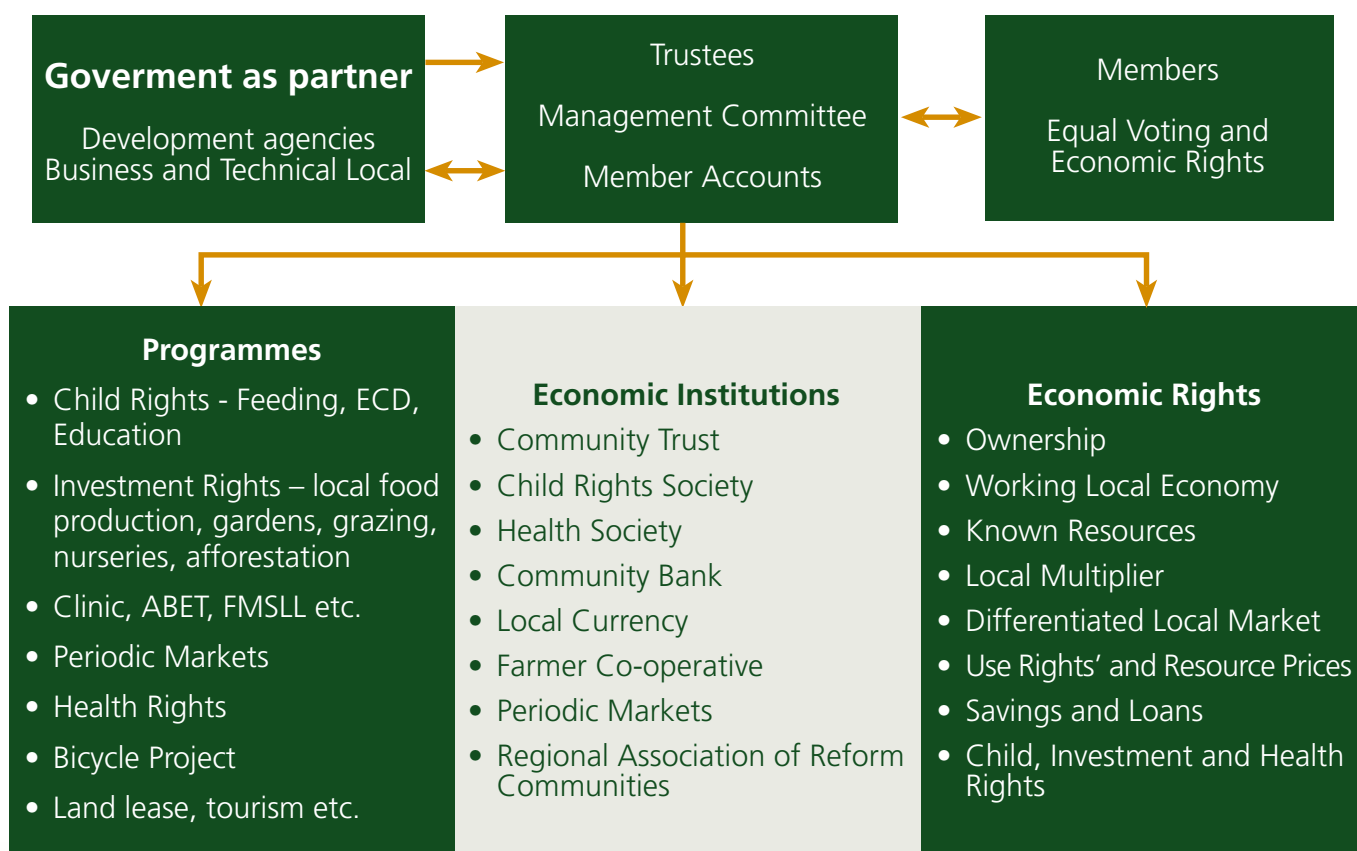 Goverment as partner
Development agencies
Business and Technical Local
Trustees
Management Committee
Member Accounts
Members
Equal Voting and
Economic Rights
Programmes
• Child Rights - Feeding, ECD,
Education
• Investment Rights – local food
production, gardens, grazing,
nurseries, afforestation
• Clinic, ABET, FMSLL etc.
• Periodic Markets
• Health Rights
• Bicycle Project
• Land lease, tourism etc.
Economic Institutions
• Community Trust
• Child Rights Society
• Health Society
• Community Bank
• Local Currency
• Farmer Co-operative
• Periodic Markets
• Regional Association of Reform
Communities
Economic Rights
• Ownership
• Working Local Economy
• Known Resources
• Local Multiplier
• Differentiated Local Market
• Use Rights’ and Resource Prices
• Savings and Loans
• Child, Investment and Health
Rights